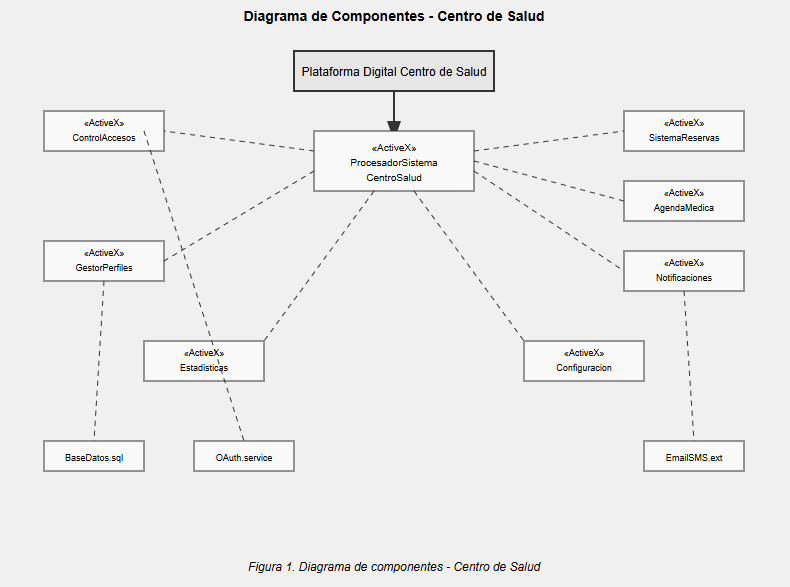 Diagrama de Componentes - Centro de Salud
Plataforma Digital Centro de Salud
«ActiveX»
ControlAccesos
«ActiveX»
ProcesadorSistema
CentroSalud
«ActiveX»
SistemaReservas
«ActiveX»
AgendaMedica
«ActiveX»
GestorPerfiles
«ActiveX»
Notificaciones
«ActiveX»
Estadisticas
«ActiveX»
Configuracion
BaseDatos.sql
OAuth.service
EmailSMS.ext
Figura 1. Diagrama de componentes - Centro de Salud